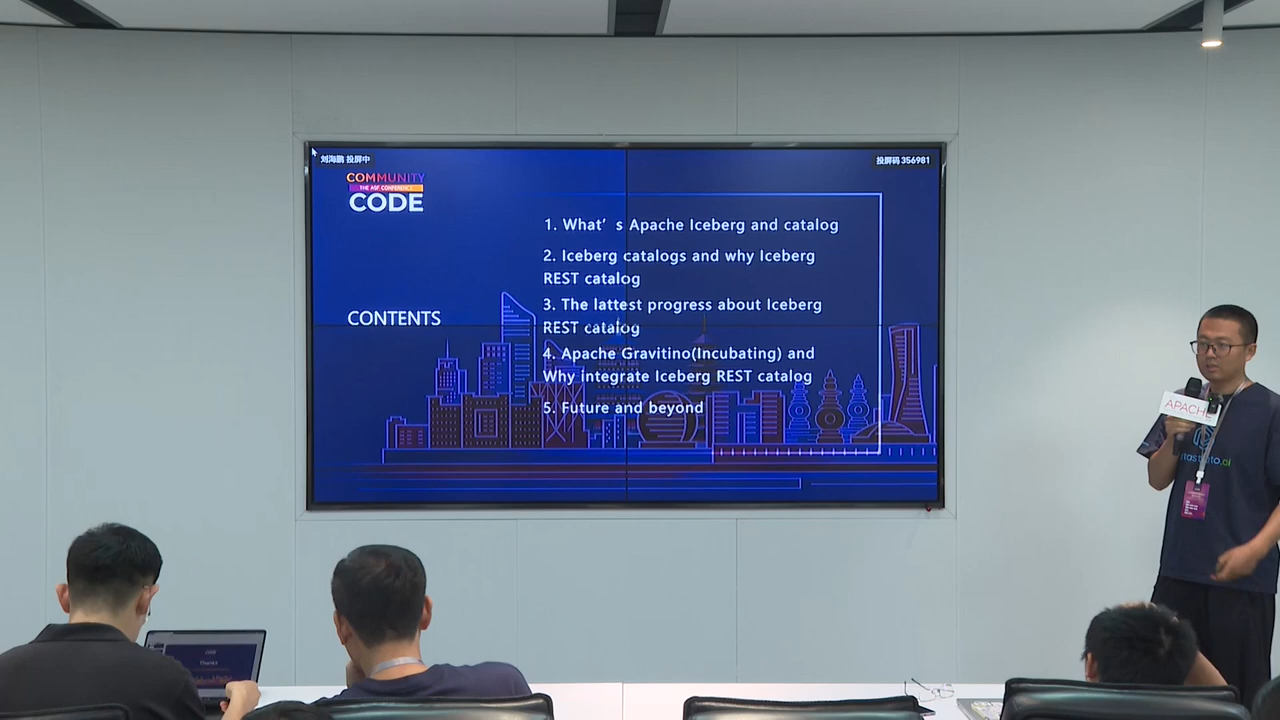 刘海鹏 投屏中
投屏码 356981
COMMUNITY
THE ASF CONFERENCE
CODE
CONTENTS
1. What' s Apache Iceberg and catalog
2. Iceberg catalogs and why Iceberg
REST catalog
3. The lattest progress about Iceberg
REST catalog
4. Apache Gravitino(Incubating) and
Why integrate Iceberg REST catalog
5. Future and beyond
APACHE
Thanks